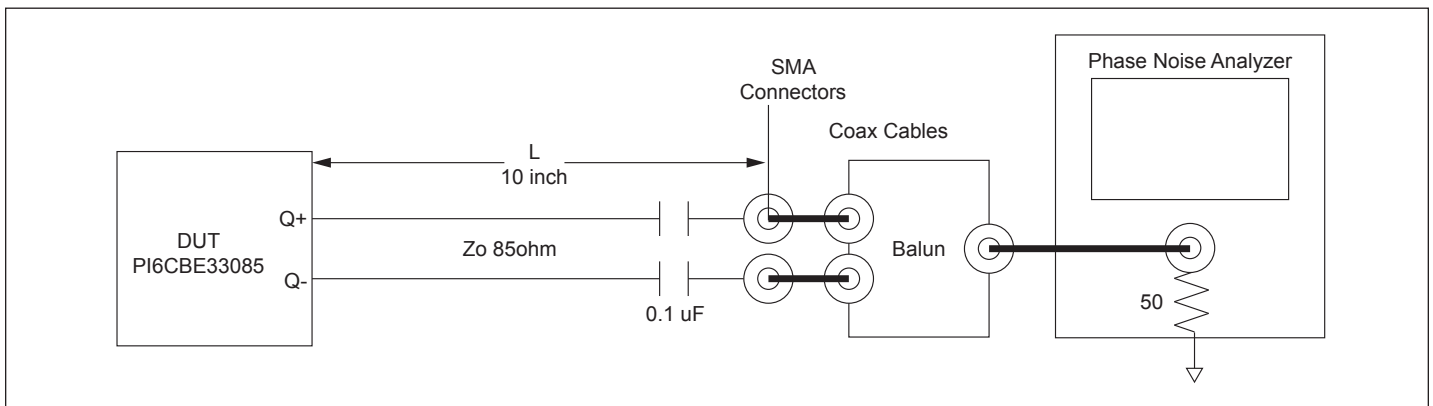 Phase Noise Analyzer
SMA
Connectors
Coax Cables
L
10 inch
Q+
DUT
PI6CBE33085
Zo 85ohm
Balun
Q-
0.1 uF
50